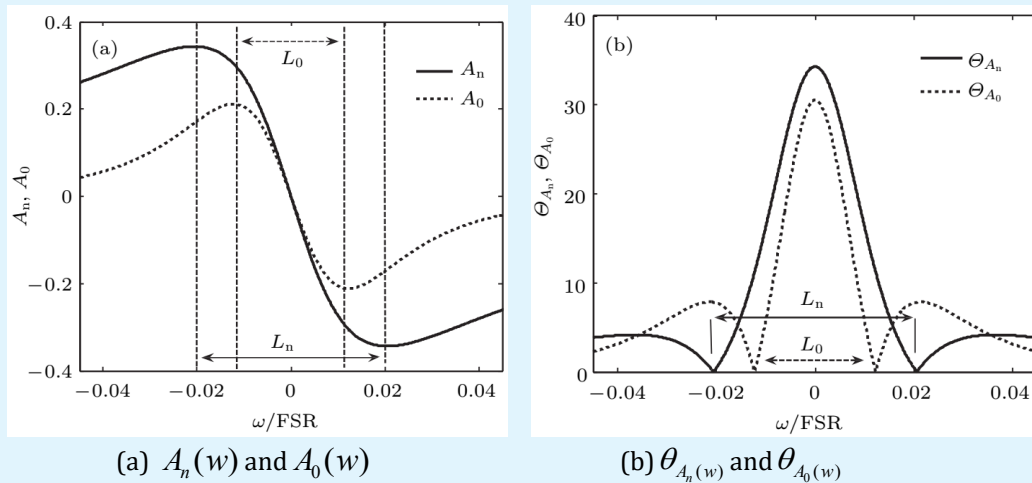 (a)
0.4
0.2
0
−0.2
−0.4
A_n, A_0
L_0
A_n
A_0
L_n
−0.04 −0.02 0 0.02 0.04
ω/FSR
(b)
40
30
20
10
0
Θ_{A_n}, Θ_{A_0}
Θ_{A_n}
Θ_{A_0}
L_n
L_0
−0.04 −0.02 0 0.02 0.04
ω/FSR
(a) A_n(w) and A_0(w)
(b) θ_{A_n(w)} and θ_{A_0(w)}